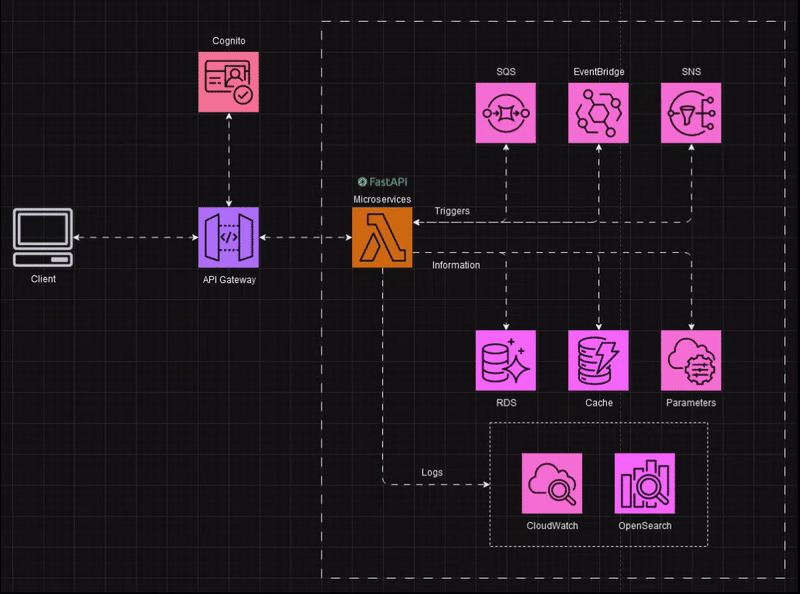 Cognito
SQS
EventBridge
SNS
FastAPI
Microservices
Triggers
Information
Client
API Gateway
RDS
Cache
Parameters
Logs
CloudWatch
OpenSearch